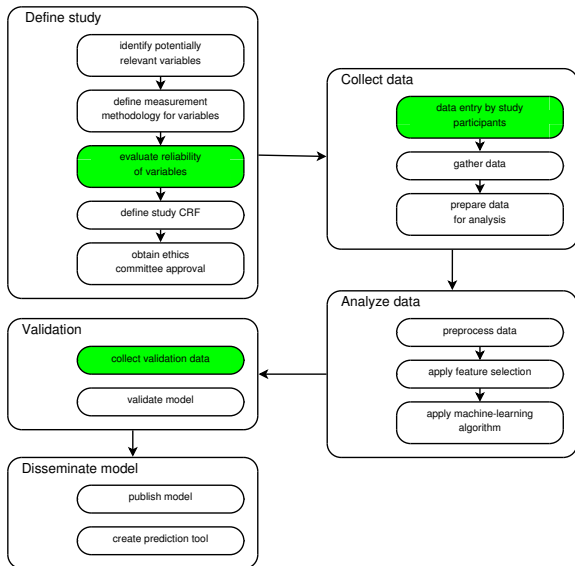 Define study
identify potentially
relevant variables
define measurement
methodology for variables
evaluate reliability
of variables
define study CRF
obtain ethics
committee approval
Collect data
data entry by study
participants
gather data
prepare data
for analysis
Analyze data
preprocess data
apply feature selection
apply machine-learning
algorithm
Validation
collect validation data
validate model
Disseminate model
publish model
create prediction tool